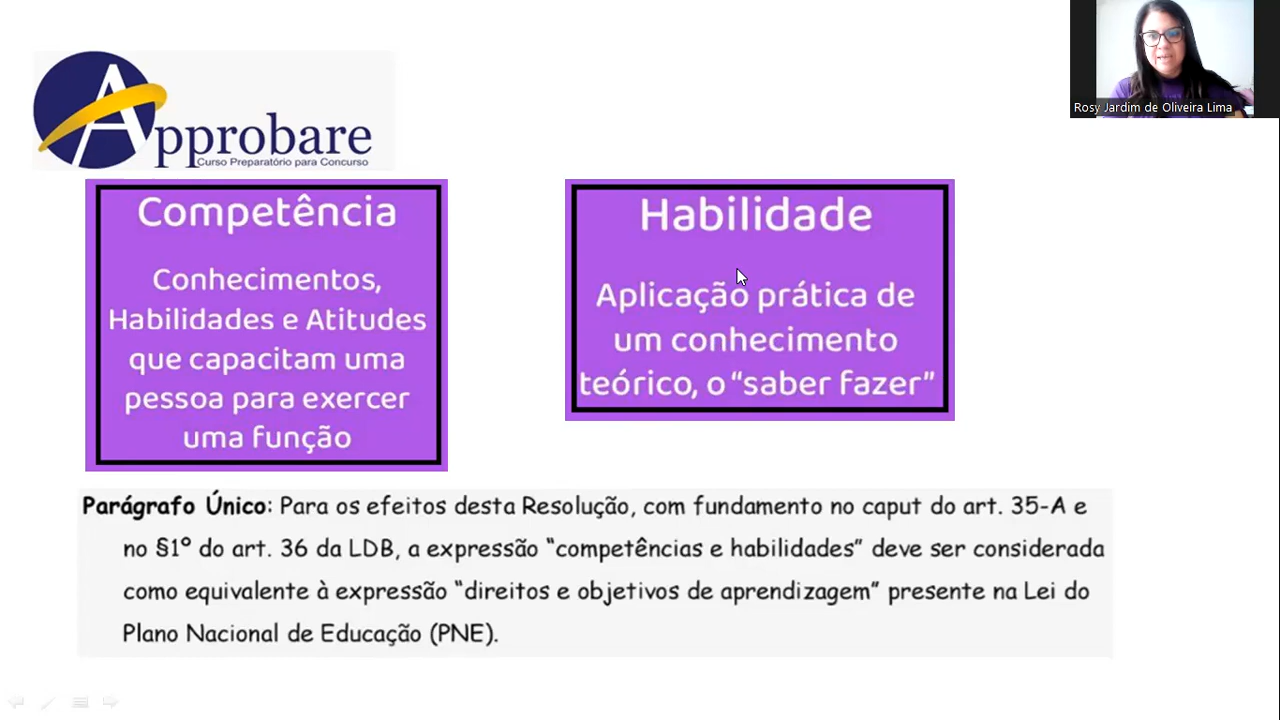 Approbare
Curso Preparatório para Concurso
Rosy Jardim de Oliveira Lima
Competência
Conhecimentos,
Habilidades e Atitudes
que capacitam uma
pessoa para exercer
uma função
Habilidade
Aplicação prática de
um conhecimento
teórico, o “saber fazer”
Parágrafo Único: Para os efeitos desta Resolução, com fundamento no caput do art. 35-A e
no §1º do art. 36 da LDB, a expressão “competências e habilidades” deve ser considerada
como equivalente à expressão “direitos e objetivos de aprendizagem” presente na Lei do
Plano Nacional de Educação (PNE).